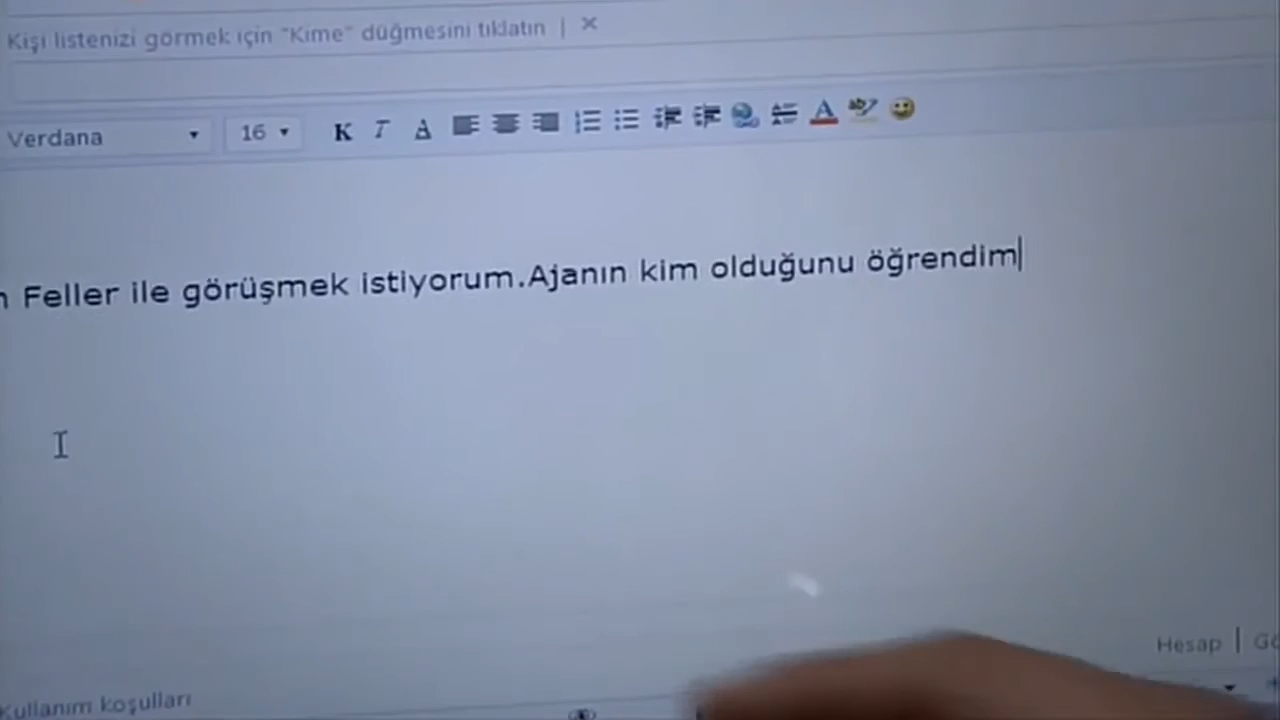 Kişi listenizi görmek için "Kime" düğmesini tıklatın | ×
Verdana 16 K T A
Feller ile görüşmek istiyorum.Ajanın kim olduğunu öğrendim
Hesap |
Kullanım koşulları